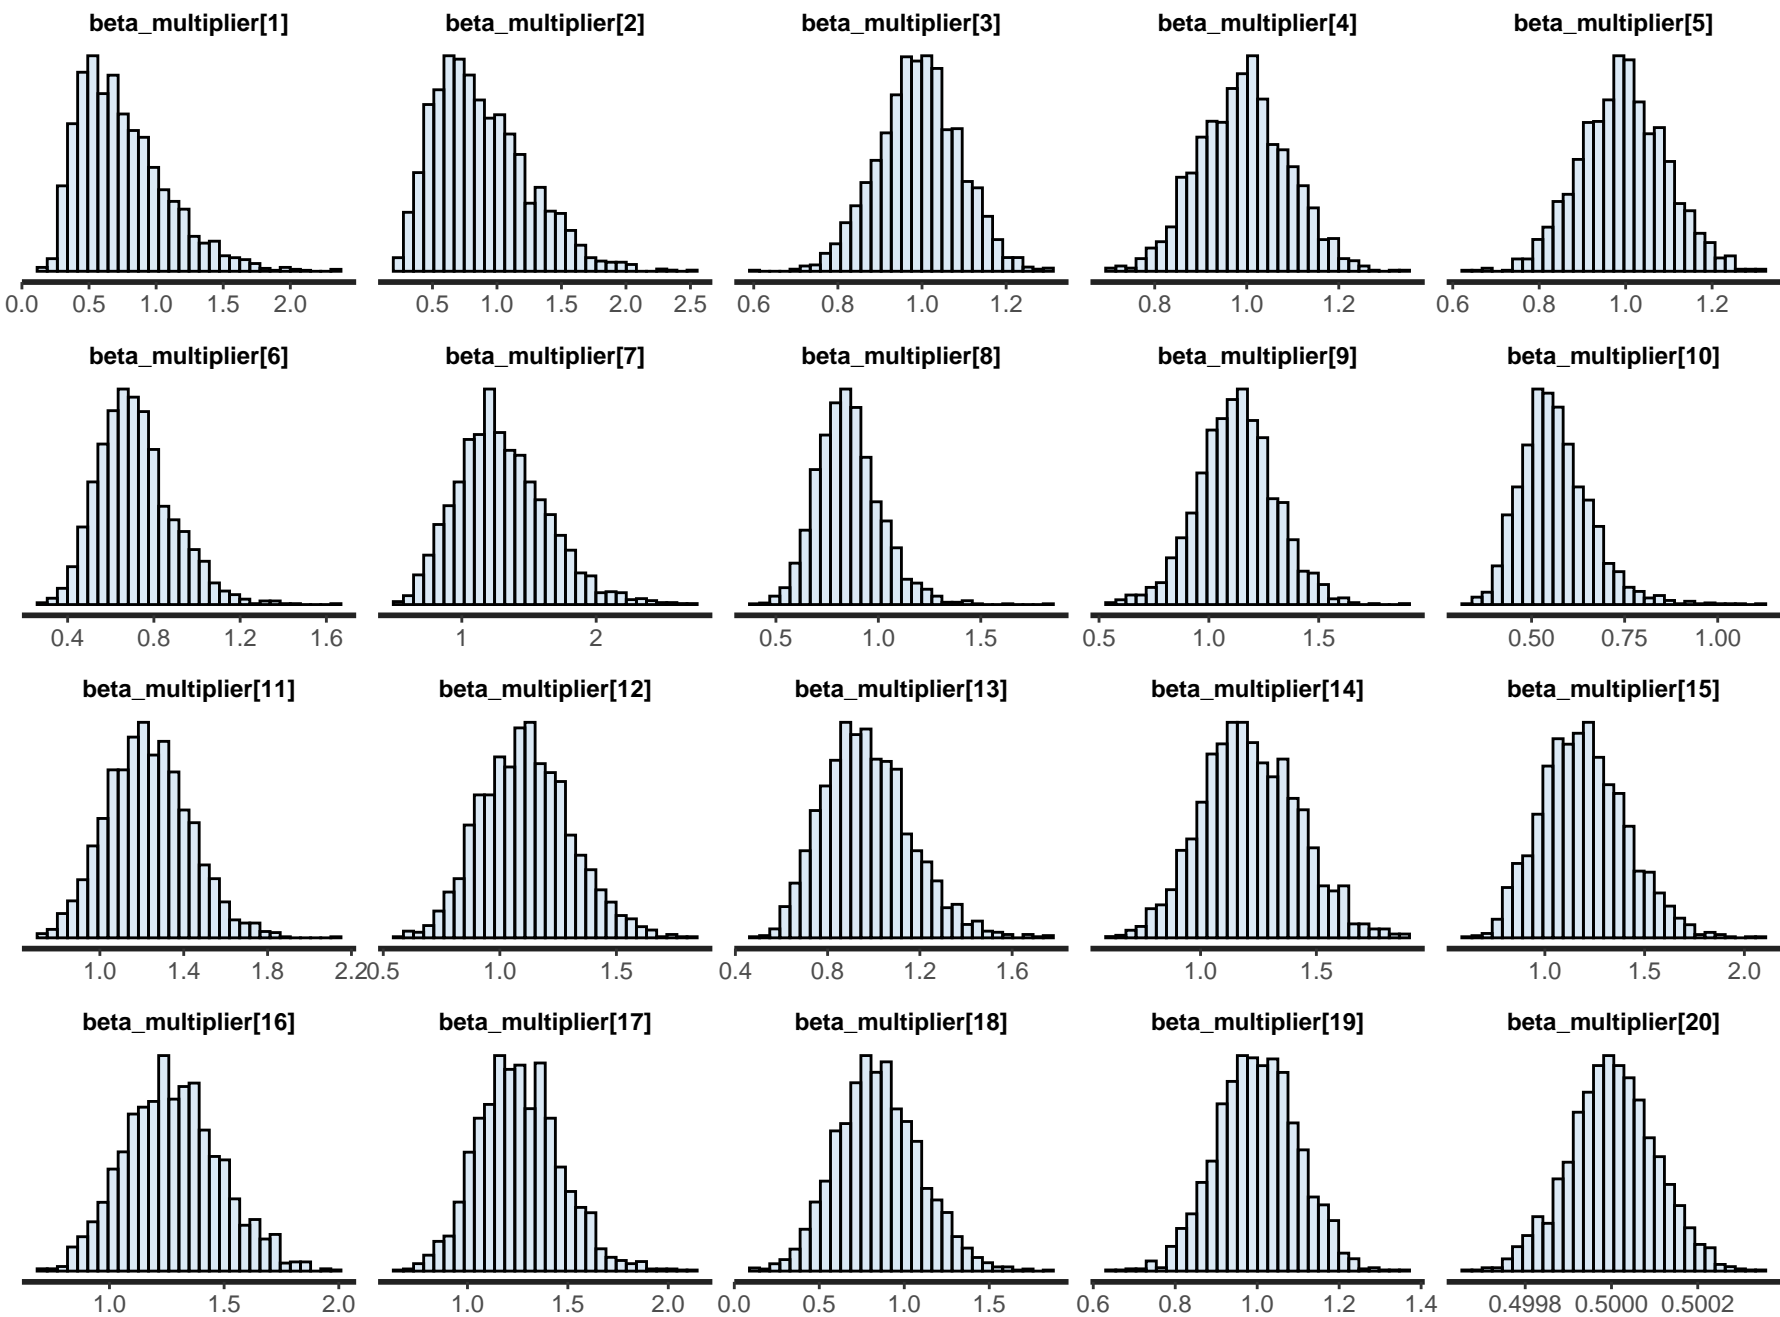 beta_multiplier[1] beta_multiplier[2] beta_multiplier[3] beta_multiplier[4] beta_multiplier[5]
0.0 0.5 1.0 1.5 2.0 0.5 1.0 1.5 2.0 2.5 0.6 0.8 1.0 1.2 0.8 1.0 1.2 0.6 0.8 1.0 1.2
beta_multiplier[6] beta_multiplier[7] beta_multiplier[8] beta_multiplier[9] beta_multiplier[10]
0.4 0.8 1.2 1.6 1 2 0.5 1.0 1.5 0.5 1.0 1.5 0.50 0.75 1.00
beta_multiplier[11] beta_multiplier[12] beta_multiplier[13] beta_multiplier[14] beta_multiplier[15]
1.0 1.4 1.8 2.2 0.5 1.0 1.5 0.4 0.8 1.2 1.6 1.0 1.5 1.0 1.5 2.0
beta_multiplier[16] beta_multiplier[17] beta_multiplier[18] beta_multiplier[19] beta_multiplier[20]
1.0 1.5 2.0 1.0 1.5 2.0 0.0 0.5 1.0 1.5 0.6 0.8 1.0 1.2 1.4 0.4998 0.5000 0.5002